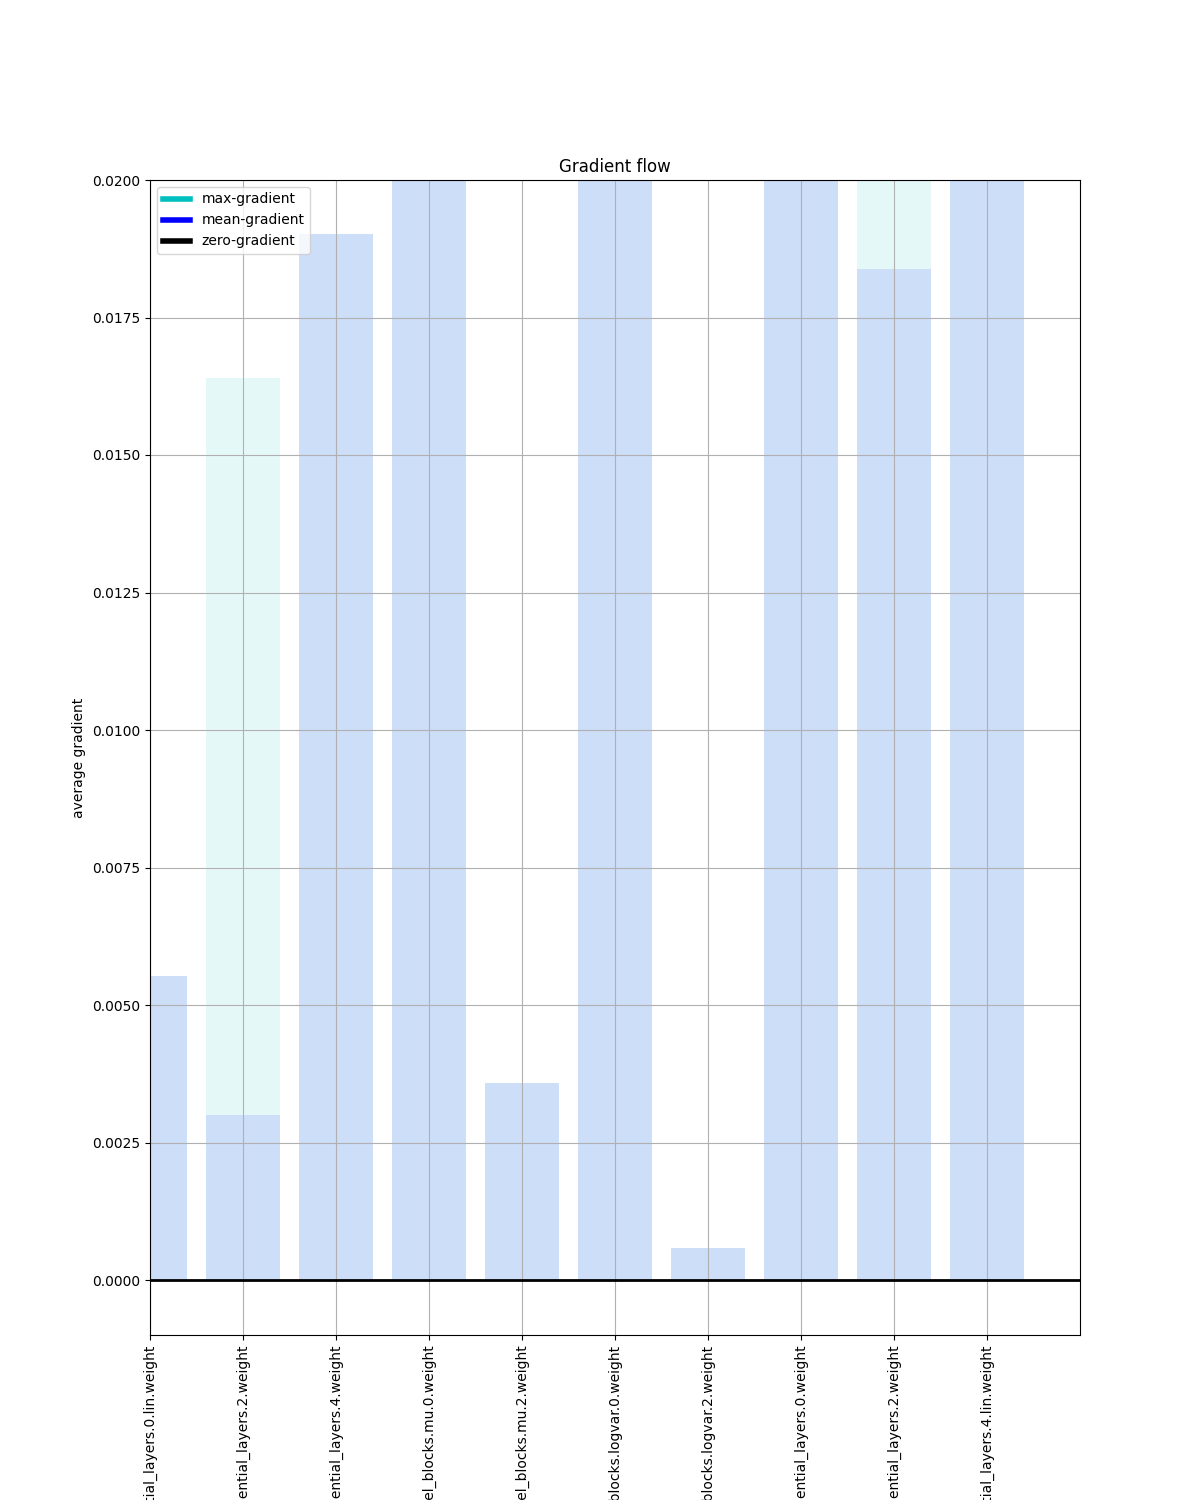 Gradient flow
max-gradient
mean-gradient
zero-gradient
0.0200
0.0175
0.0150
0.0125
0.0100
0.0075
0.0050
0.0025
0.0000
average gradient
tial_layers.0.lin.weight
ential_layers.2.weight
ential_layers.4.weight
el_blocks.mu.0.weight
el_blocks.mu.2.weight
blocks.logvar.0.weight
blocks.logvar.2.weight
ential_layers.0.weight
ential_layers.2.weight
tial_layers.4.lin.weight